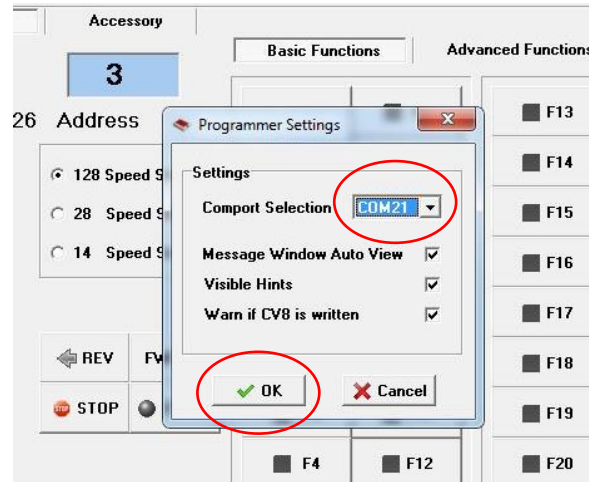 Accessory
Basic Functions
Advanced Functions
3
26 Address
128 Speed S
28 Speed S
14 Speed S
REV
FW
STOP
STOP
Programmer Settings
Settings
Comport Selection COM21
Message Window Auto View
Visible Hints
Warn if CV8 is written
OK
Cancel
F4
F12
F13
F14
F15
F16
F17
F18
F19
F20